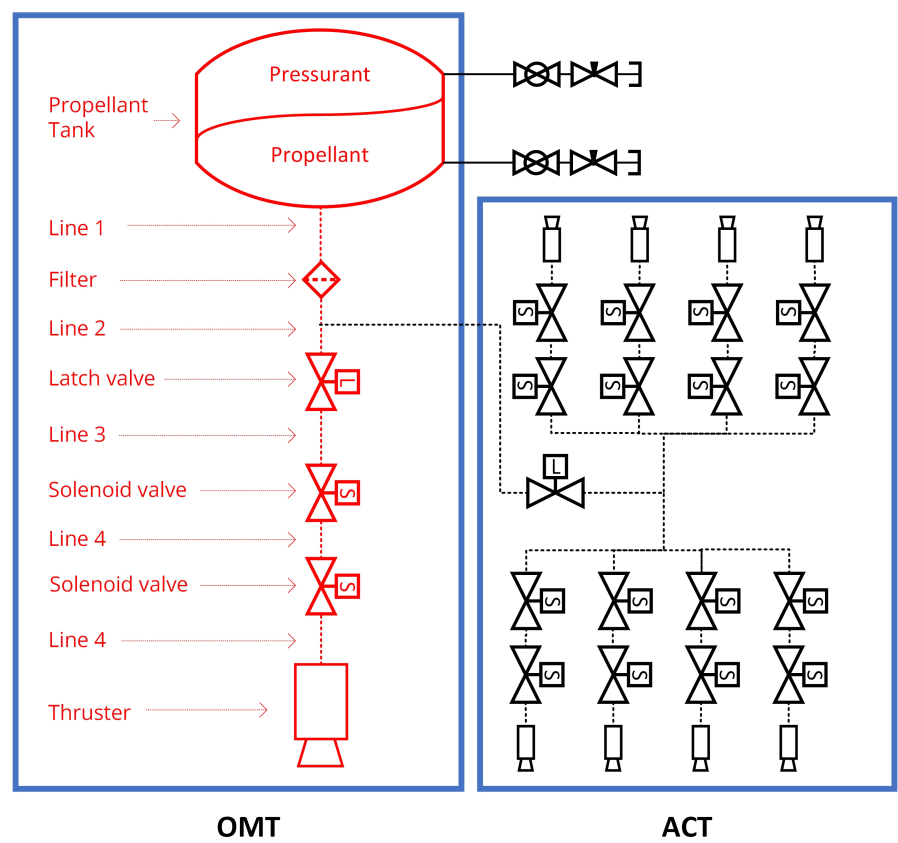 Pressurant
Propellant
Tank
Propellant
Line 1
Filter
Line 2
Latch valve
L
Line 3
Solenoid valve
S
Line 4
Solenoid valve
S
Line 4
Thruster
S
S
S
S
S
S
S
S
L
S
S
S
S
S
S
S
S
OMT
ACT